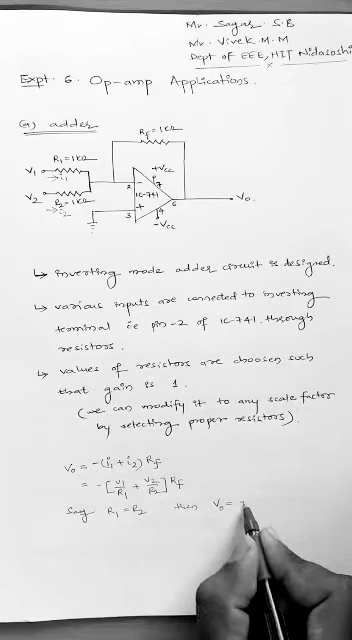 Mr. Sagar. S.B
Mr. Vivek. M.M
Dept of EEE, HIT Nidasoshi
Expt. 6. Op-amp Applications.
(a) adder
Rf=1KΩ
R1=1KΩ
+Vcc
V1
i1
2
-
7
IC-741
6
Vo.
V2
R2=1KΩ
i2
+
3
4
-Vcc
↳ Inverting mode adder circuit is designed.
↳ various inputs are connected to inverting
terminal ie pin-2 of IC-741. through
resistors.
↳ values of resistors are choosen such
that gain is 1.
(we can modify it to any scale factor
by selecting proper resistors).
Vo = -(i1+i2) Rf
= -[V1/R1 + V2/R2] Rf
Say R1=R2 then Vo=